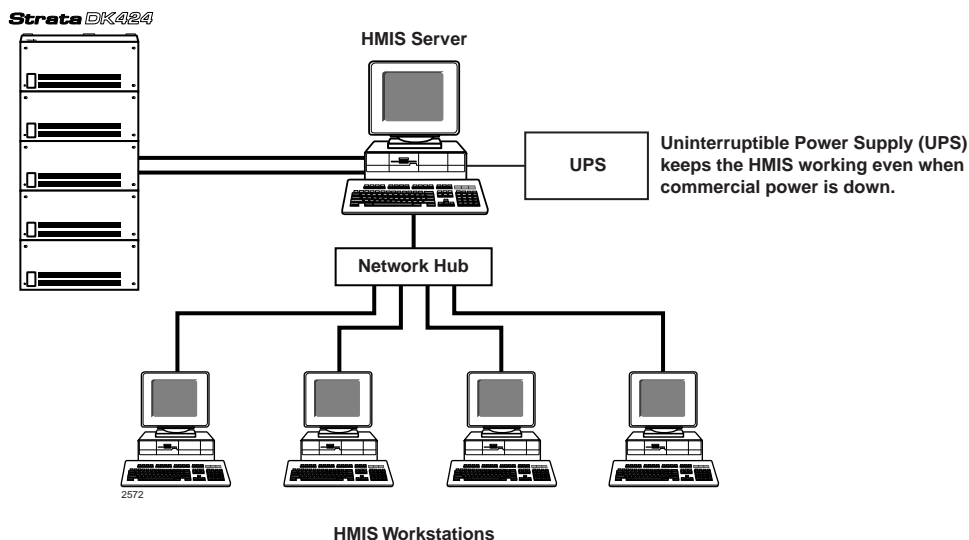 Strata DK424
HMIS Server
UPS
Uninterruptible Power Supply (UPS)
keeps the HMIS working even when
commercial power is down.
Network Hub
2572
HMIS Workstations